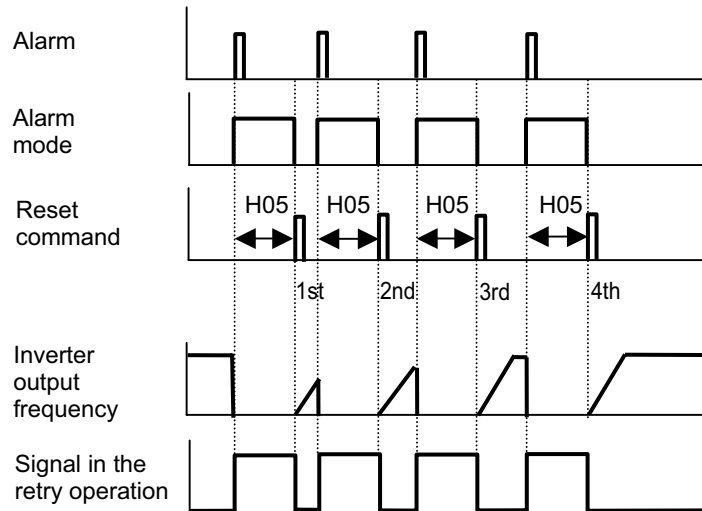 Alarm
Alarm
mode
Reset
command
H05 H05 H05 H05
1st 2nd 3rd 4th
Inverter
output
frequency
Signal in the
retry operation